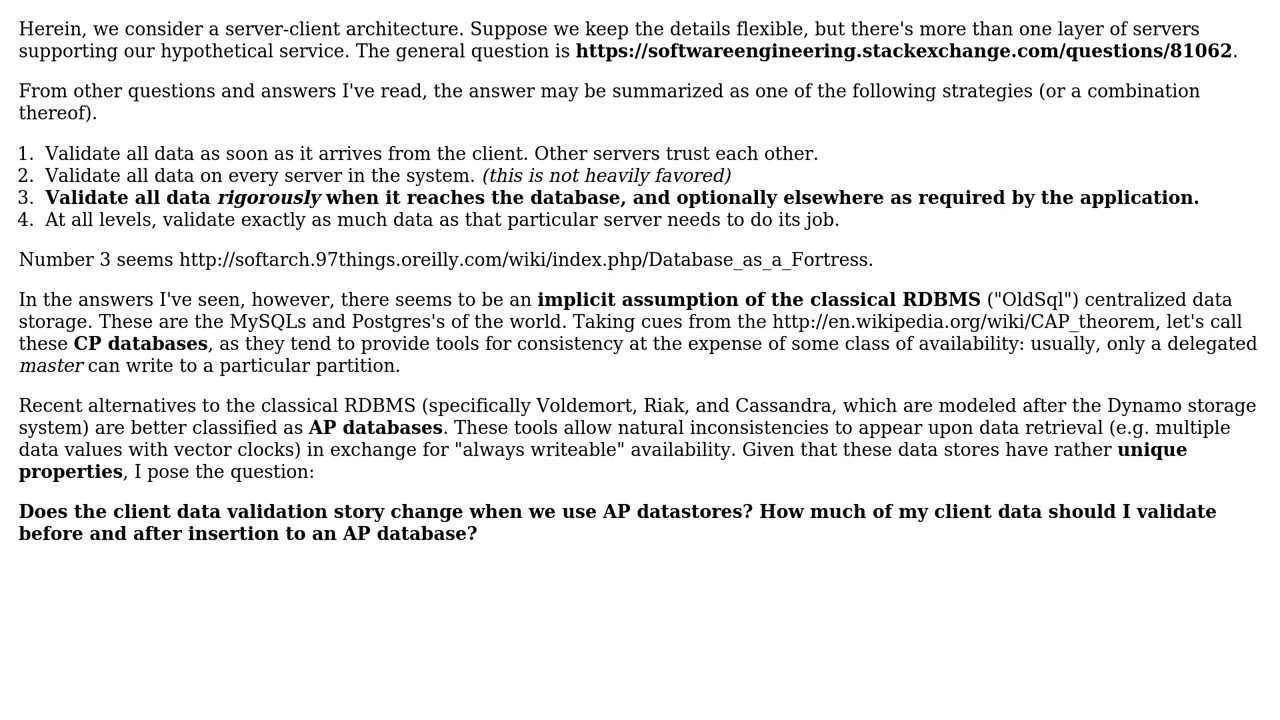 Herein, we consider a server-client architecture. Suppose we keep the details flexible, but there's more than one layer of servers
supporting our hypothetical service. The general question is https://softwareengineering.stackexchange.com/questions/81062.
From other questions and answers I've read, the answer may be summarized as one of the following strategies (or a combination
thereof).
1. Validate all data as soon as it arrives from the client. Other servers trust each other.
2. Validate all data on every server in the system. (this is not heavily favored)
3. Validate all data rigorously when it reaches the database, and optionally elsewhere as required by the application.
4. At all levels, validate exactly as much data as that particular server needs to do its job.
Number 3 seems http://softarch.97things.oreilly.com/wiki/index.php/Database_as_a_Fortress.
In the answers I've seen, however, there seems to be an implicit assumption of the classical RDBMS ("OldSql") centralized data
storage. These are the MySQLs and Postgres's of the world. Taking cues from the http://en.wikipedia.org/wiki/CAP_theorem, let's call
these CP databases, as they tend to provide tools for consistency at the expense of some class of availability: usually, only a delegated
master can write to a particular partition.
Recent alternatives to the classical RDBMS (specifically Voldemort, Riak, and Cassandra, which are modeled after the Dynamo storage
system) are better classified as AP databases. These tools allow natural inconsistencies to appear upon data retrieval (e.g. multiple
data values with vector clocks) in exchange for "always writeable" availability. Given that these data stores have rather unique
properties, I pose the question:
Does the client data validation story change when we use AP datastores? How much of my client data should I validate
before and after insertion to an AP database?